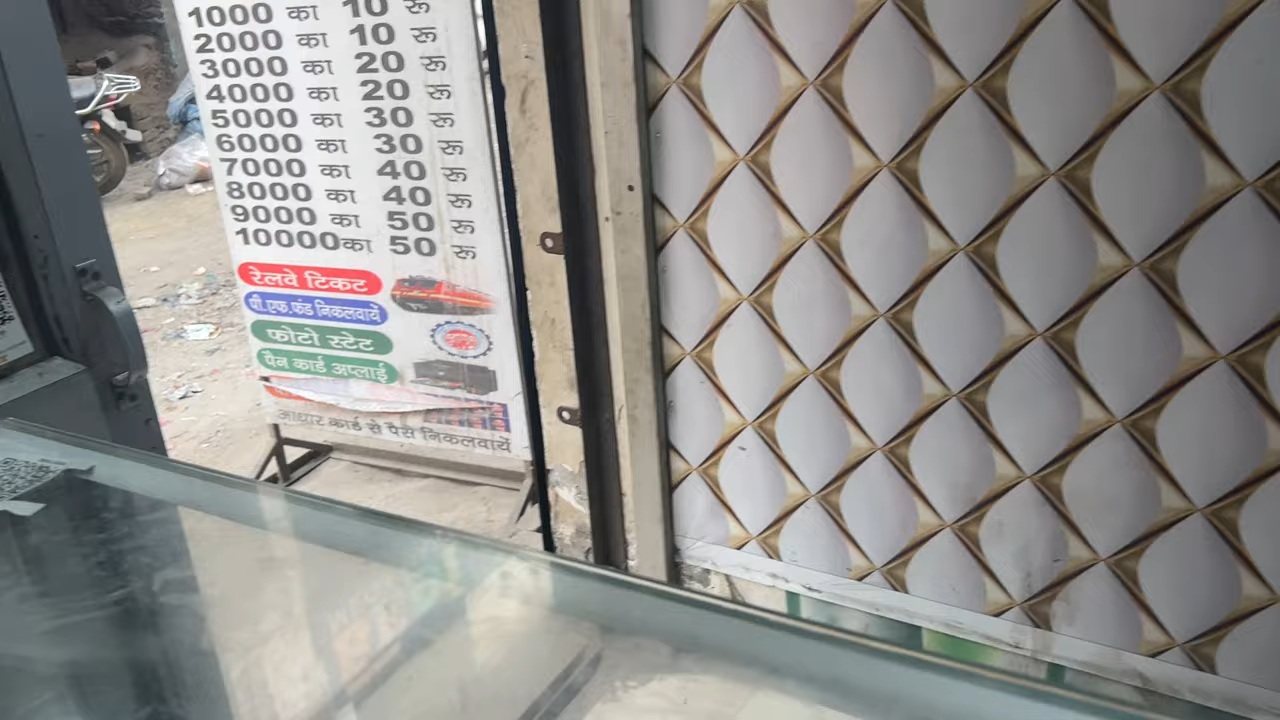 1000 का 10 रू
2000 का 10 रू
3000 का 20 रू
4000 का 20 रू
5000 का 30 रू
6000 का 30 रू
7000 का 40 रू
8000 का 40 रू
9000 का 50 रू
10000का 50 रू
रेलवे टिकट
पी.एफ.फंड निकलवायें
फोटो स्टेट
पैन कार्ड अप्लाई
आधार कार्ड से पैसे निकलवायें